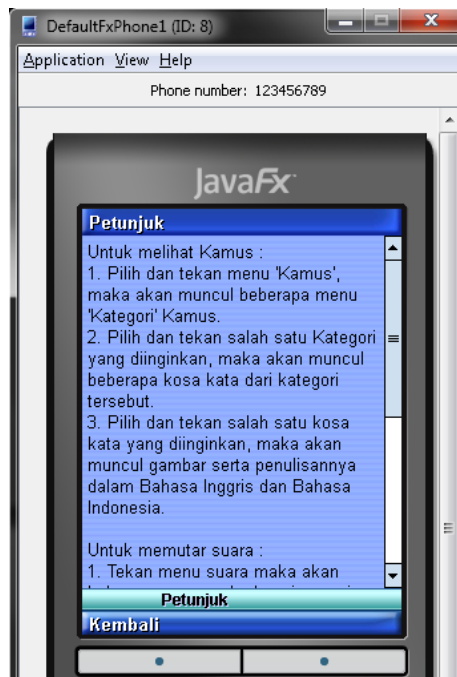 DefaultFxPhone1 (ID: 8)
Application View Help
Phone number: 123456789
JavaFx
Petunjuk
Untuk melihat Kamus :
1. Pilih dan tekan menu 'Kamus',
maka akan muncul beberapa menu
'Kategori' Kamus.
2. Pilih dan tekan salah satu Kategori
yang diinginkan, maka akan muncul
beberapa kosa kata dari kategori
tersebut.
3. Pilih dan tekan salah satu kosa
kata yang diinginkan, maka akan
muncul gambar serta penulisannya
dalam Bahasa Inggris dan Bahasa
Indonesia.
Untuk memutar suara :
1. Tekan menu suara maka akan
Petunjuk
Kembali